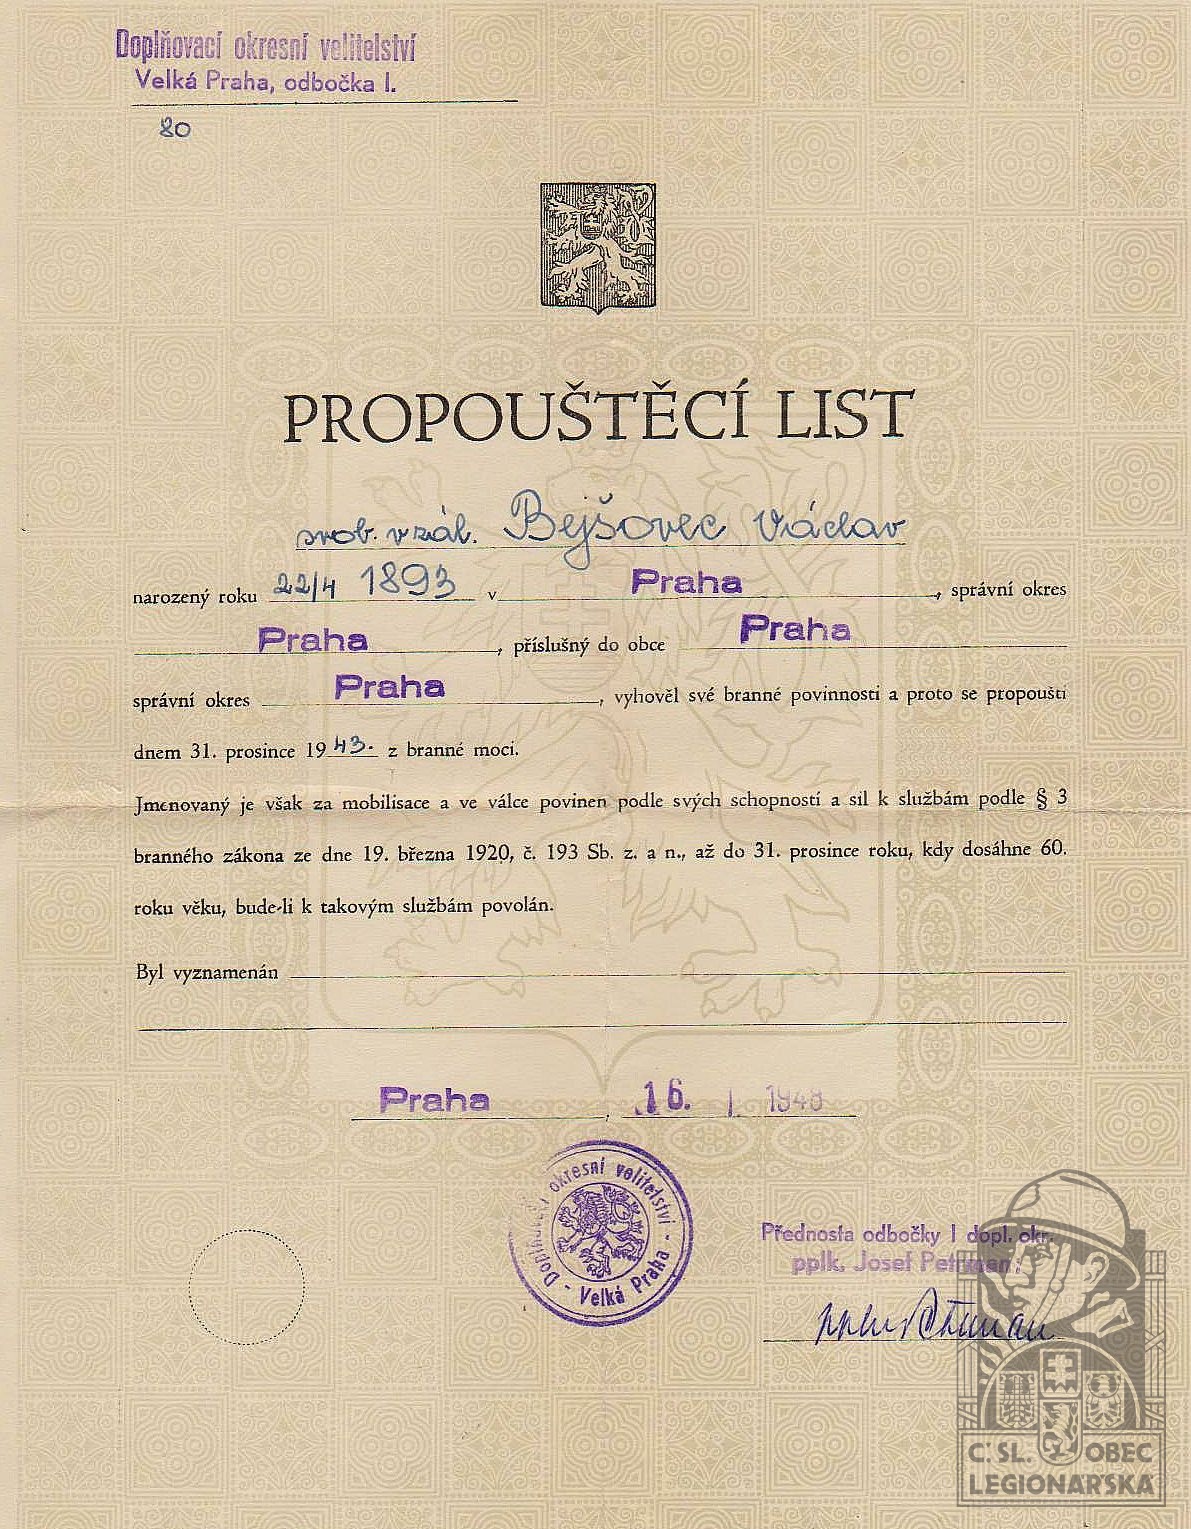 Doplňovací okresní velitelství
Velká Praha, odbočka I.
80
PROPOUŠTĚCÍ LIST
svob. v zál. Bejšovec Václav
narozený roku 22/4 1893 v Praha, správní okres
Praha, příslušný do obce Praha
správní okres Praha, vyhověl své branné povinnosti a proto se propouští
dnem 31. prosince 1943. z branné moci.
Jmenovaný je však za mobilisace a ve válce povinen podle svých schopností a sil k službám podle § 3
branného zákona ze dne 19. března 1920, č. 193 Sb. z. a n., až do 31. prosince roku, kdy dosáhne 60.
roku věku, bude-li k takovým službám povolán.
Byl vyznamenán
Praha, 16. I. 1948
Doplňovací okresní velitelství - Velká Praha -
Přednosta odbočky I dopl. okr.
pplk. Josef Petrman:
pplk Petrman
Č.SL. OBEC
LEGIONÁŘSKÁ